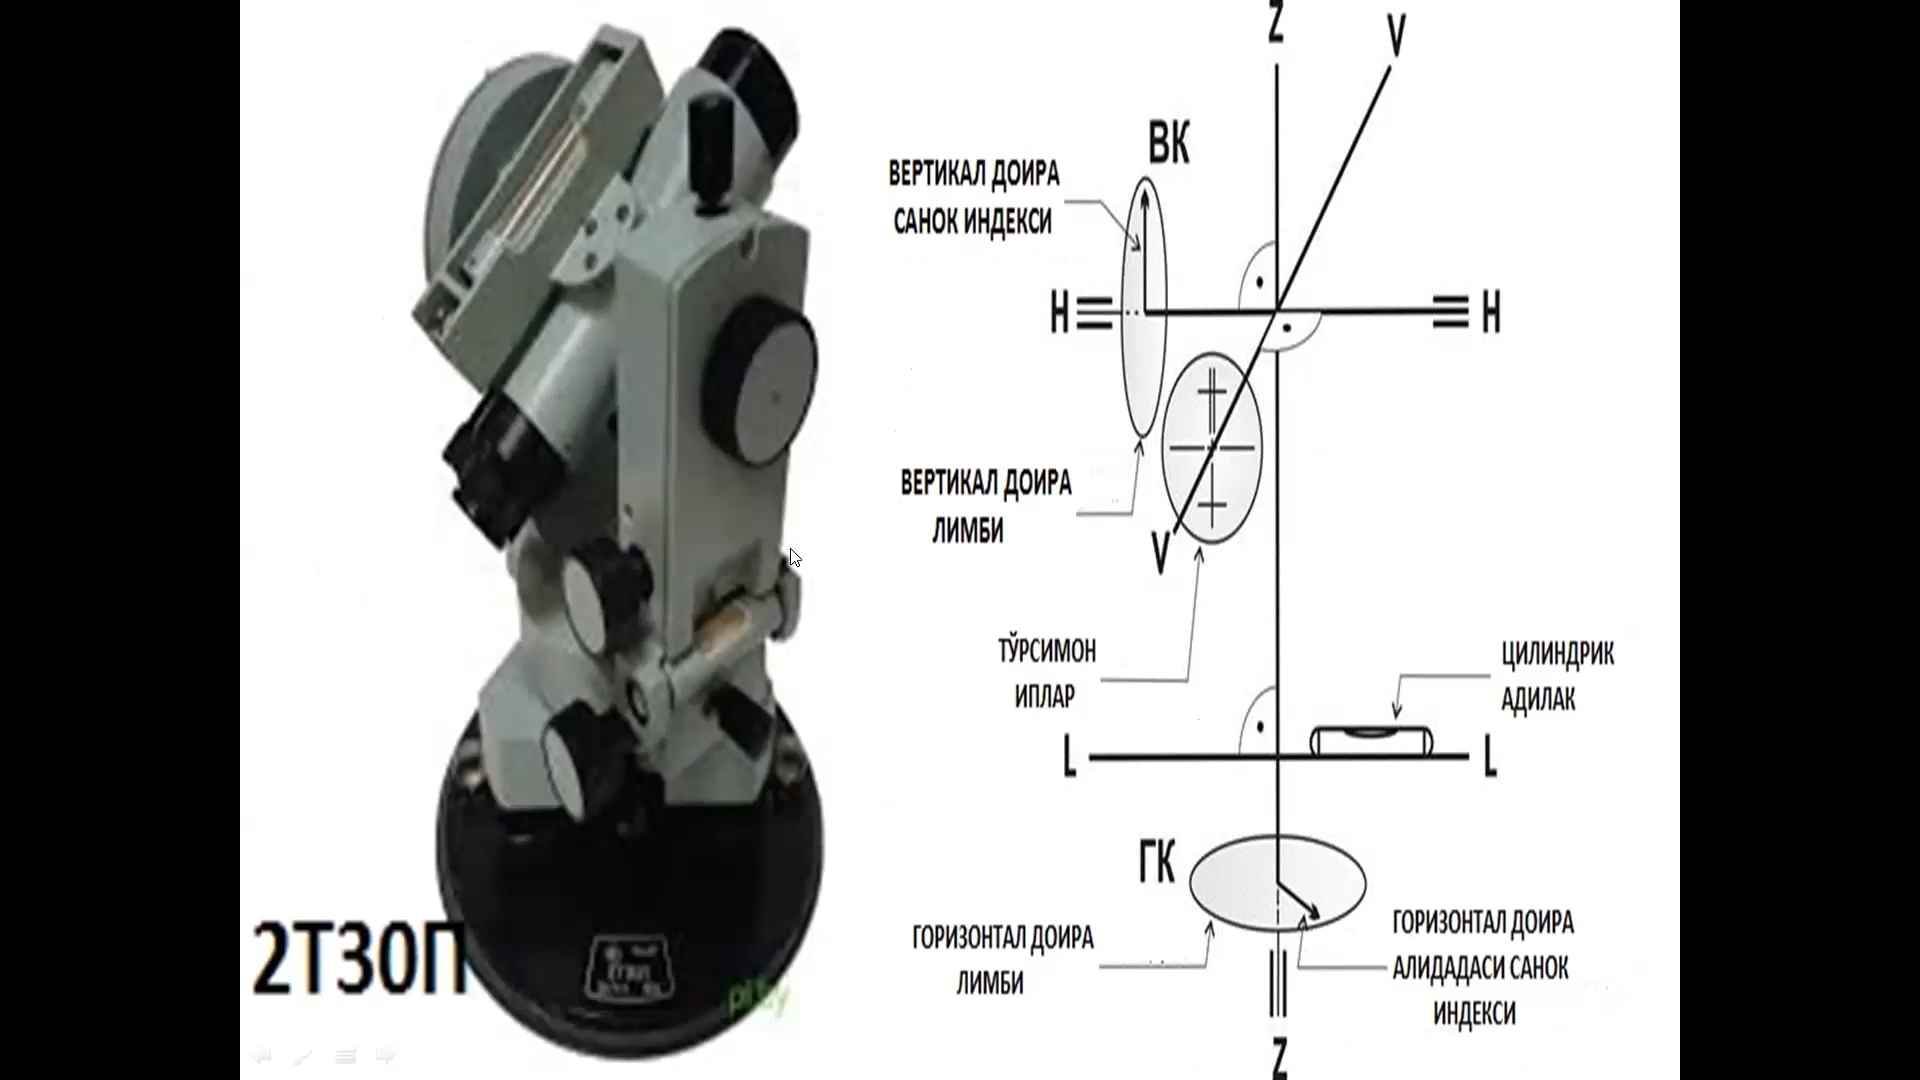 Z
V
ВК
ВЕРТИКАЛ ДОИРА
САНОК ИНДЕКСИ
H
H
ВЕРТИКАЛ ДОИРА
ЛИМБИ
V
ТЎРСИМОН
ИПЛАР
ЦИЛИНДРИК
АДИЛАК
L
L
ГК
ГОРИЗОНТАЛ ДОИРА
ЛИМБИ
ГОРИЗОНТАЛ ДОИРА
АЛИДАДАСИ САНОК
ИНДЕКСИ
Z
2Т30П